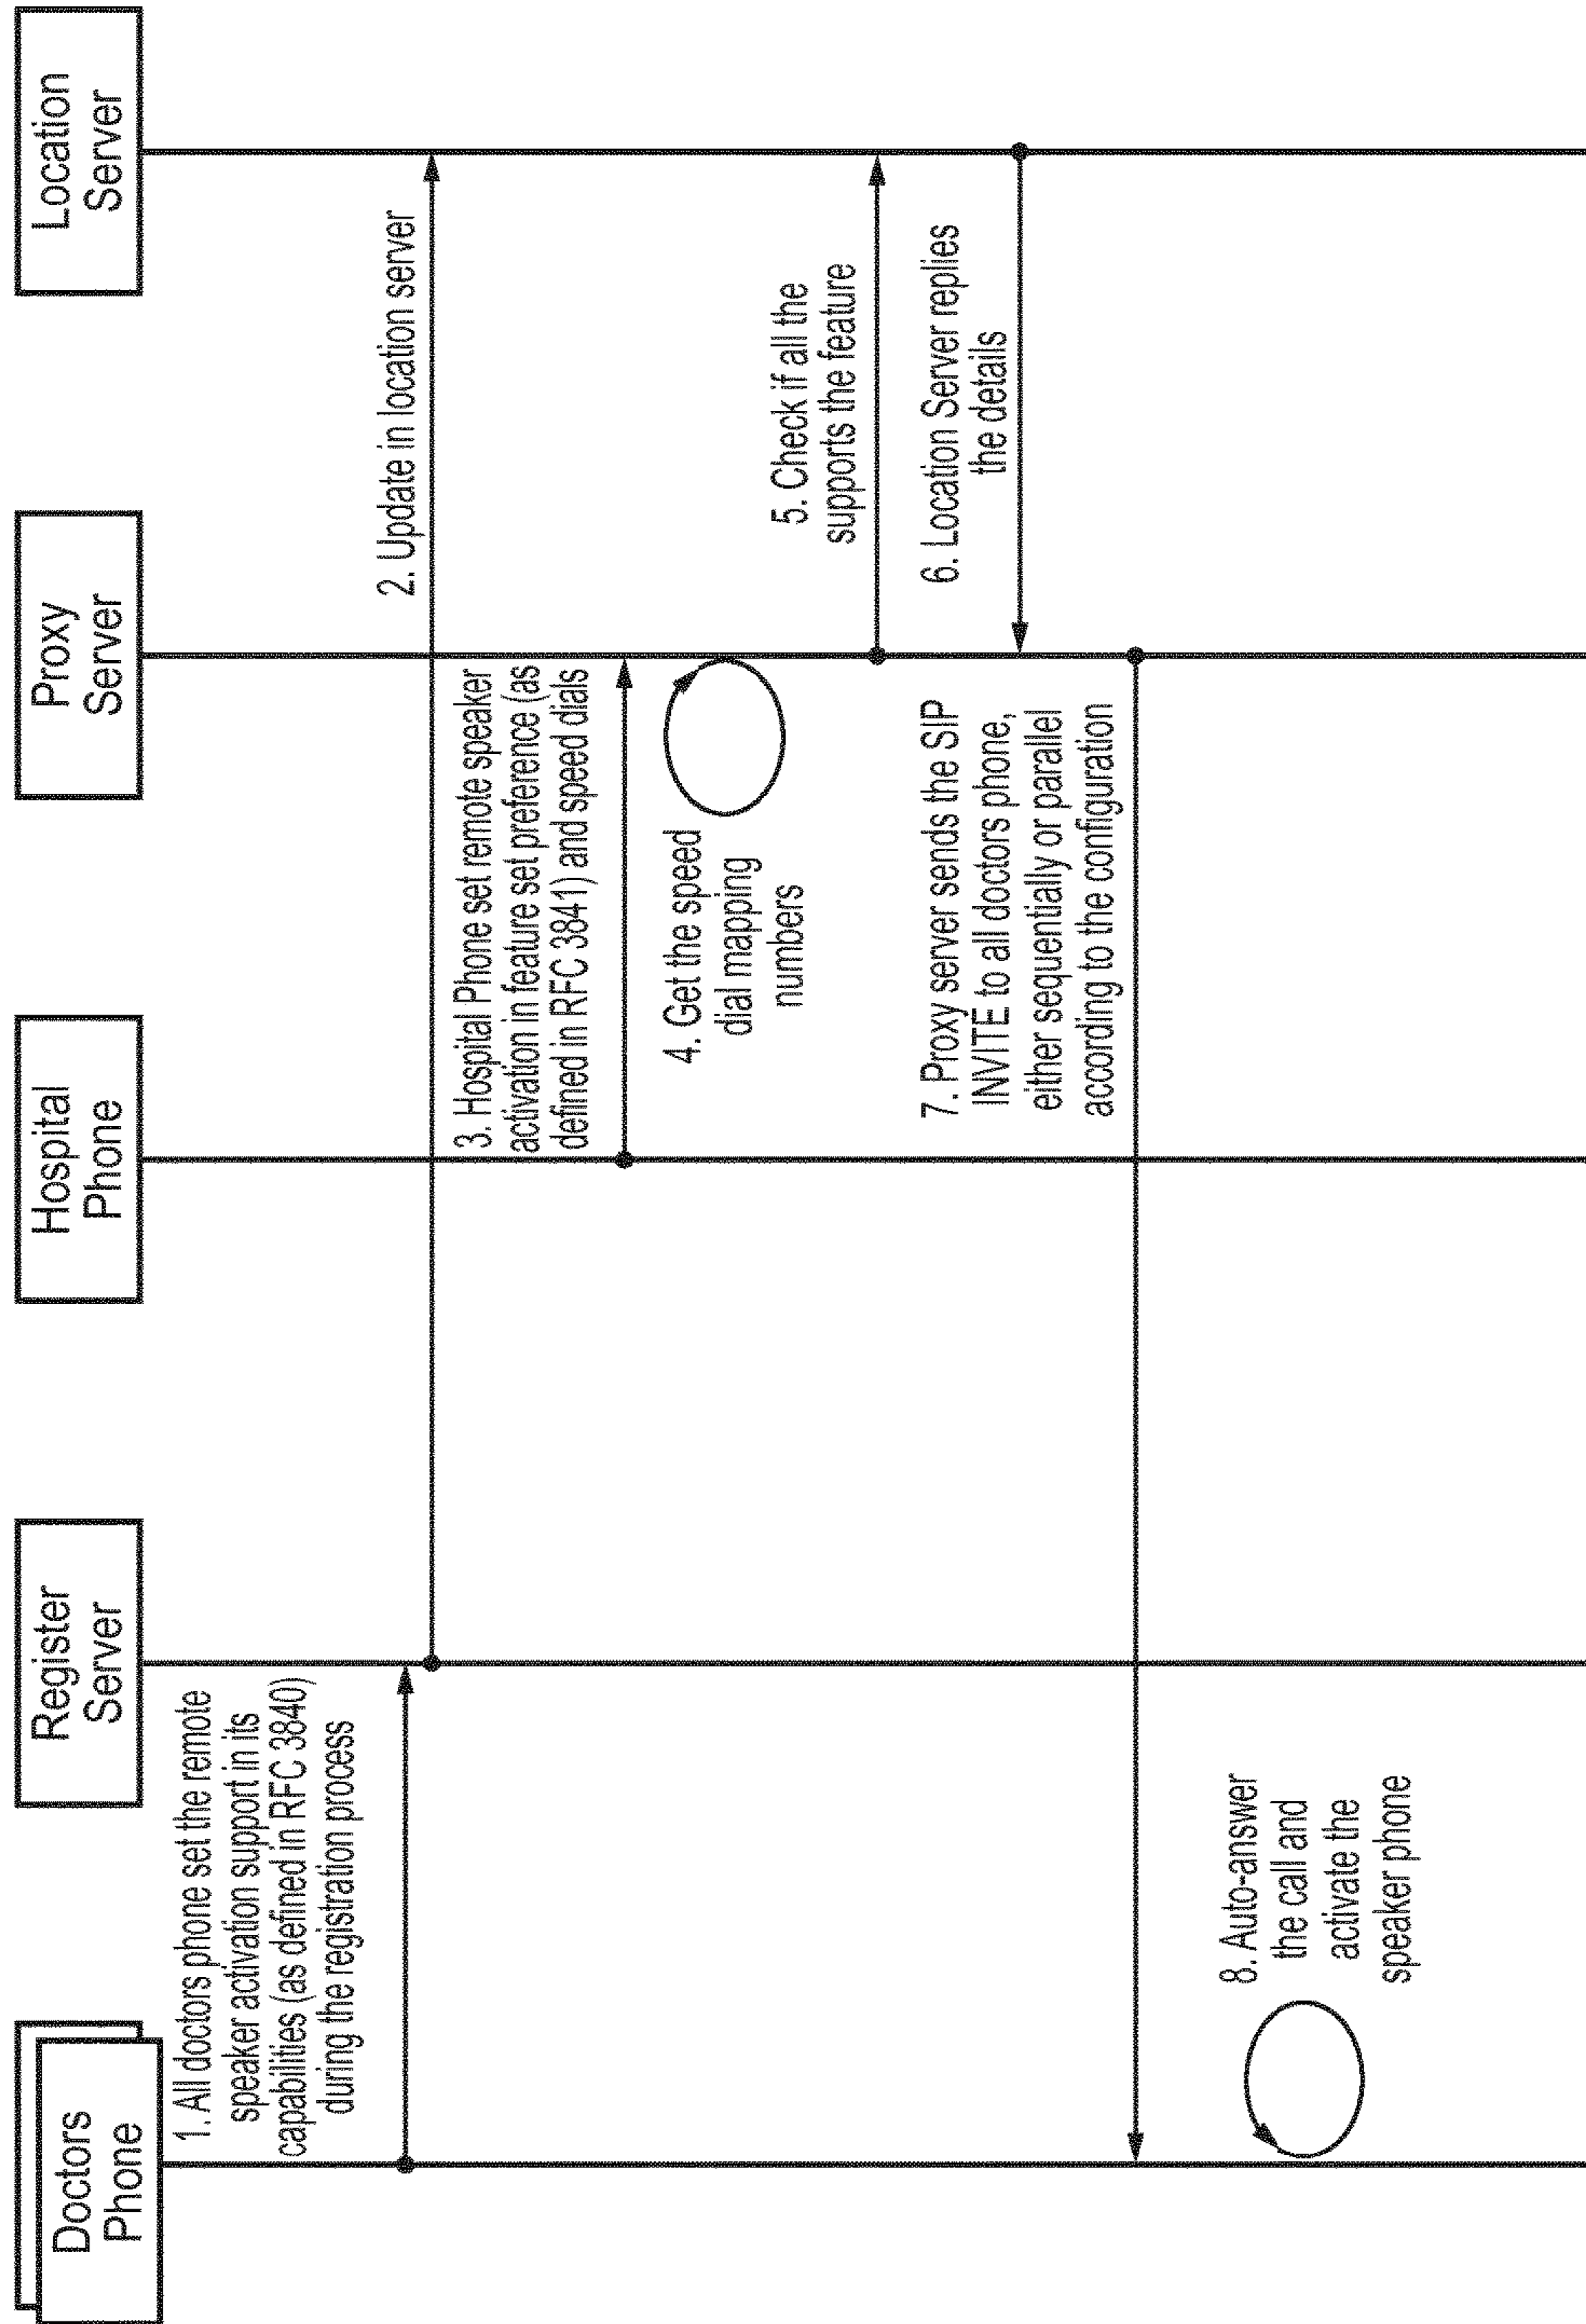 Doctors
Phone
Register
Server
Hospital
Phone
Proxy
Server
Location
Server
1. All doctors phone set the remote
speaker activation support in its
capabilities (as defined in RFC 3840)
during the registration process
2. Update in location server
3. Hospital Phone set remote speaker
activation in feature set preference (as
defined in RFC 3841) and speed dials
4. Get the speed
dial mapping
numbers
5. Check if all the
supports the feature
6. Location Server replies
the details
7. Proxy server sends the SIP
INVITE to all doctors phone,
either sequentially or parallel
according to the configuration
8. Auto-answer
the call and
activate the
speaker phone